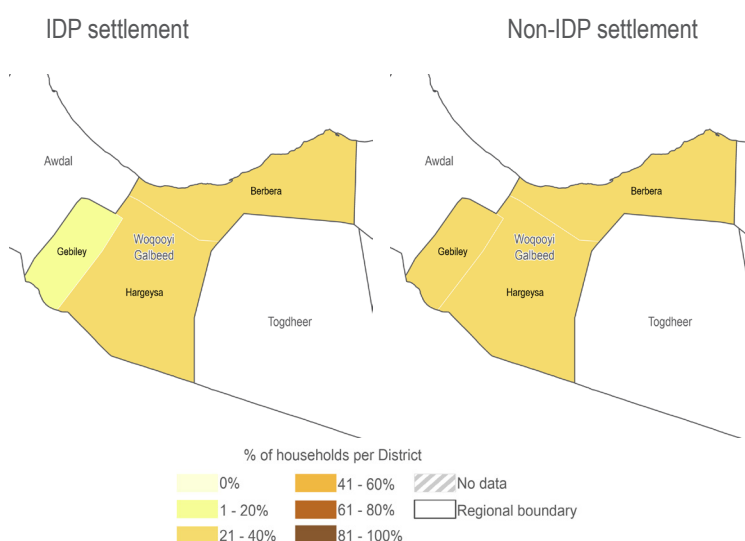 IDP settlement
Non-IDP settlement
Awdal
Berbera
Gebiley
Woqooyi
Galbeed
Hargeysa
Togdheer
Awdal
Berbera
Gebiley
Woqooyi
Galbeed
Hargeysa
Togdheer
% of households per District
0%
1 - 20%
21 - 40%
41 - 60%
61 - 80%
81 - 100%
No data
Regional boundary